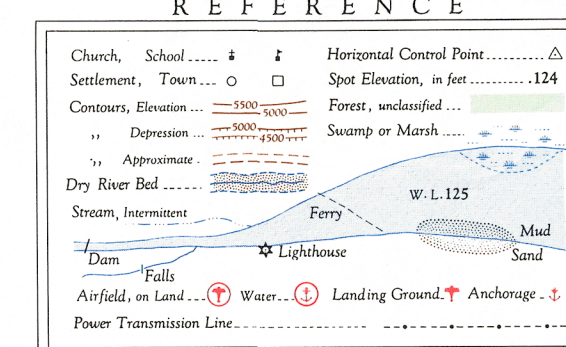 REFERENCE
Church, School ..... 
Settlement, Town ...
Contours, Elevation ...
5500
5000
,, Depression ...
5000
4500
,, Approximate .
Dry River Bed ......
Stream, Intermittent
Dam
Falls
Ferry
Lighthouse
Horizontal Control Point ..........
Spot Elevation, in feet .......... .124
Forest, unclassified ...
Swamp or Marsh .....
W.L.125
Mud
Sand
Airfield, on Land .... Water .... Landing Ground.. Anchorage .
Power Transmission Line